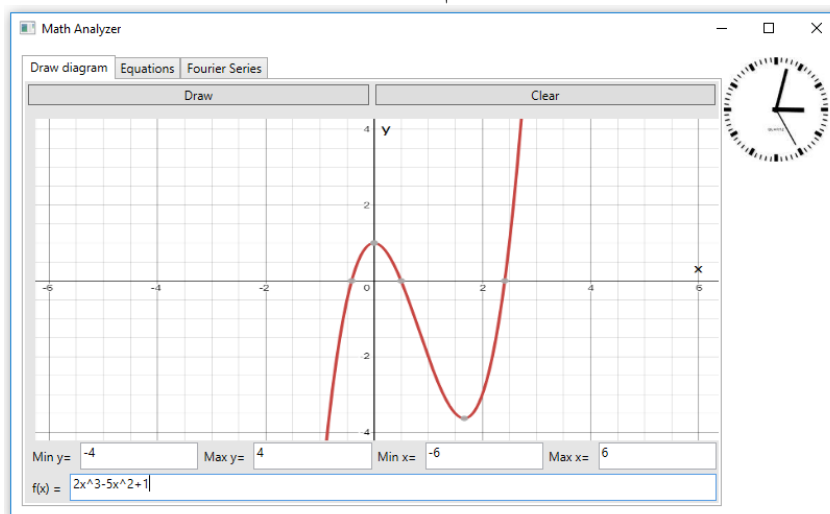 Math Analyzer
Draw diagram Equations Fourier Series
Draw Clear
4 y
2
x
-6 -4 -2 0 2 4 6
-2
-4
Min y= -4 Max y= 4 Min x= -6 Max x= 6
f(x) = 2x^3-5x^2+1